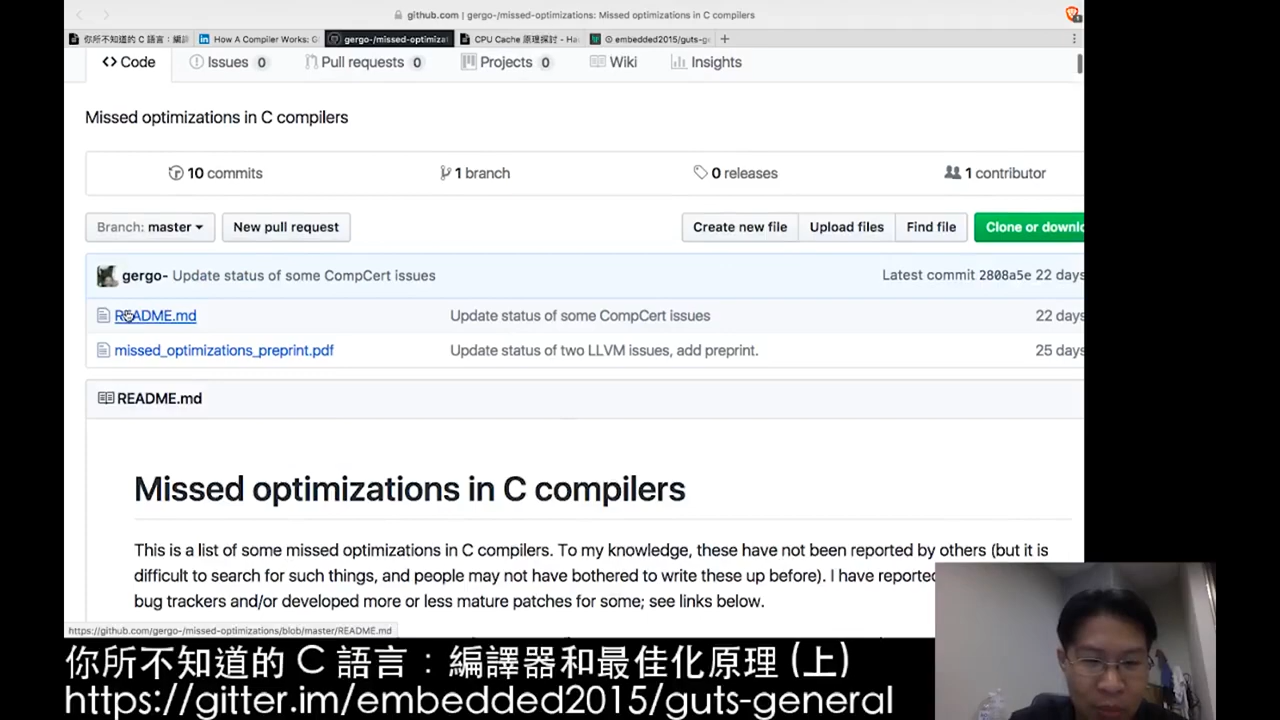 github.com | gergo-/missed-optimizations: Missed optimizations in C compilers
你所不知道的 C 語言：編譯 How A Compiler Works: G gergo-/missed-optimizat CPU Cache 原理探討 - Ha embedded2015/guts-g
Code Issues 0 Pull requests 0 Projects 0 Wiki Insights
Missed optimizations in C compilers
10 commits 1 branch 0 releases 1 contributor
Branch: master New pull request Create new file Upload files Find file Clone or downlo
gergo- Update status of some CompCert issues Latest commit 2808a5e 22 days
README.md Update status of some CompCert issues 22 days
missed_optimizations_preprint.pdf Update status of two LLVM issues, add preprint. 25 days
README.md
Missed optimizations in C compilers
This is a list of some missed optimizations in C compilers. To my knowledge, these have not been reported by others (but it is
difficult to search for such things, and people may not have bothered to write these up before). I have reported
bug trackers and/or developed more or less mature patches for some; see links below.
https://github.com/gergo-/missed-optimizations/blob/master/README.md
你所不知道的 C 語言：編譯器和最佳化原理 (上)
https://gitter.im/embedded2015/guts-general